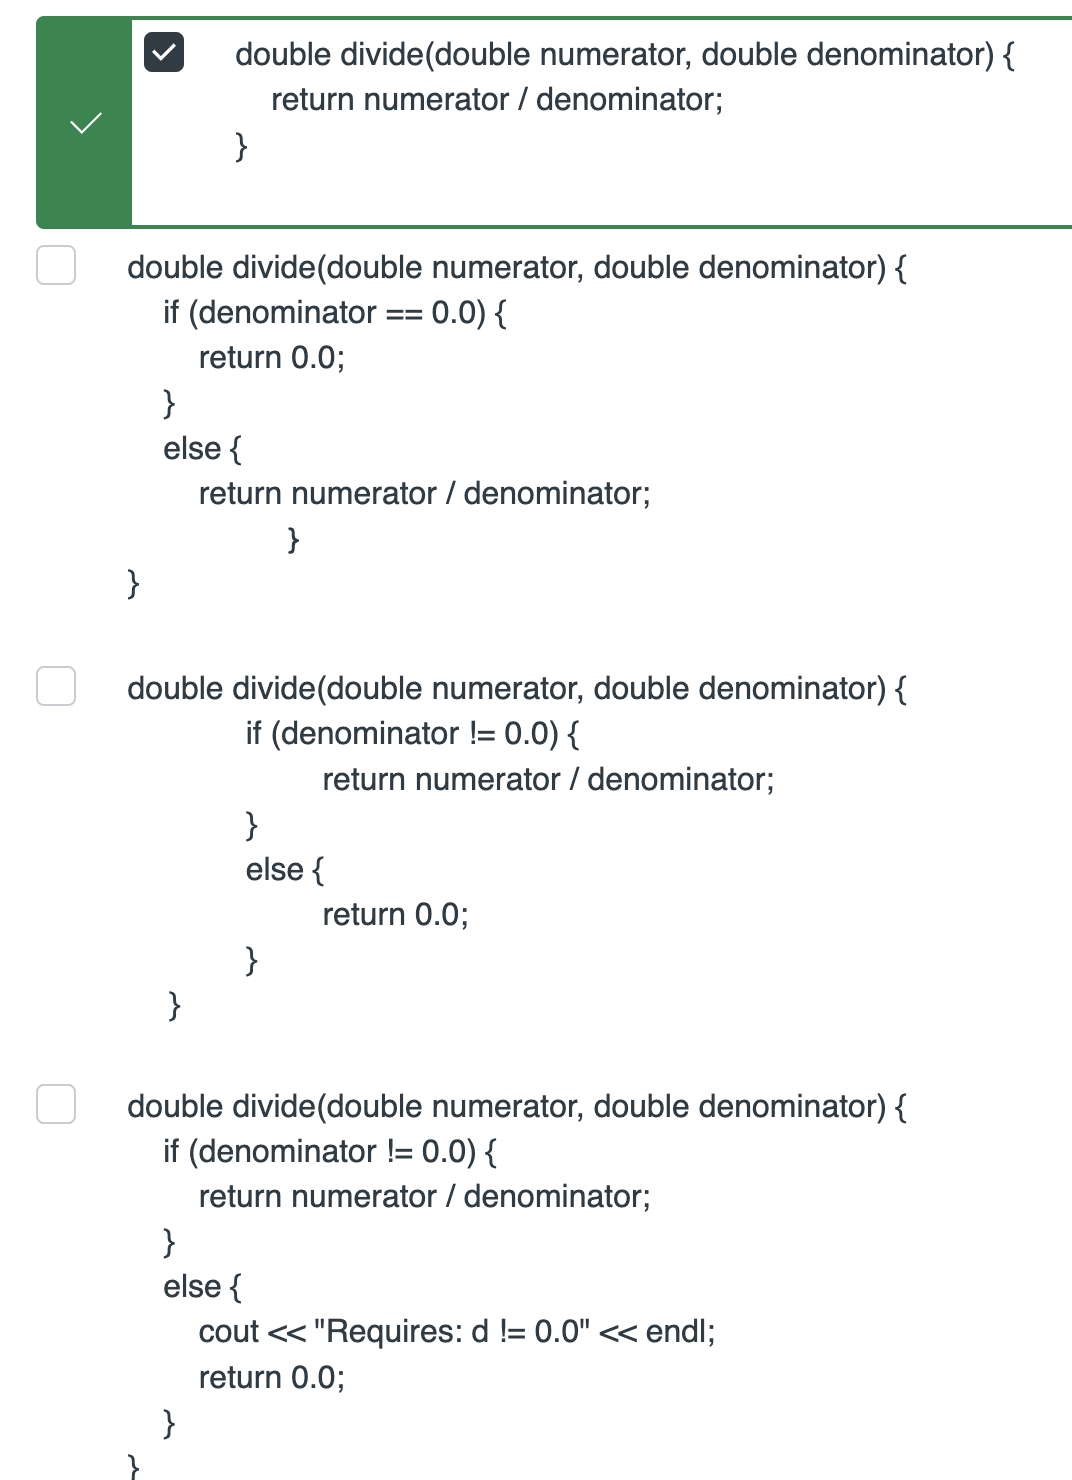 double divide(double numerator, double denominator) {
return numerator / denominator;
}
double divide(double numerator, double denominator) {
if (denominator == 0.0) {
return 0.0;
}
else {
return numerator / denominator;
}
}
double divide(double numerator, double denominator) {
if (denominator != 0.0) {
return numerator / denominator;
}
else {
return 0.0;
}
}
double divide(double numerator, double denominator) {
if (denominator != 0.0) {
return numerator / denominator;
}
else {
cout << "Requires: d != 0.0" << endl;
return 0.0;
}
}